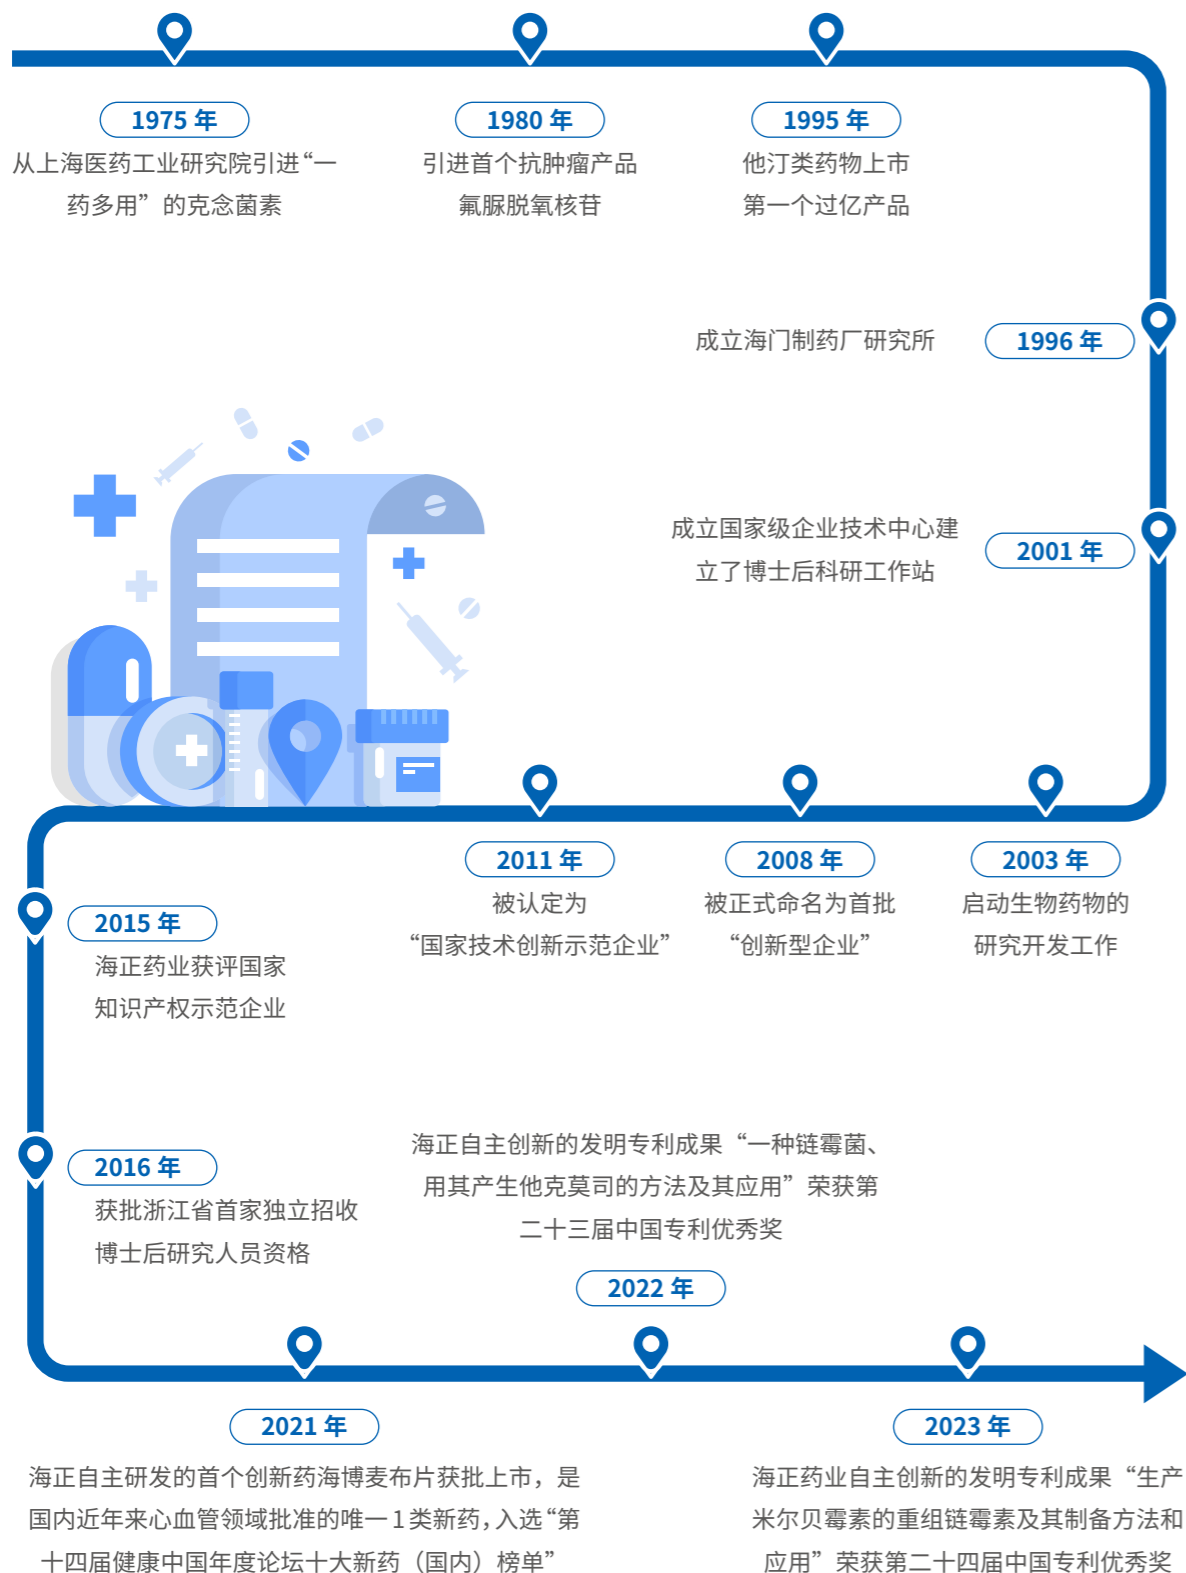 1975 年
从上海医药工业研究院引进“一
药多用”的克念菌素
1980 年
引进首个抗肿瘤产品
氟脲脱氧核苷
1995 年
他汀类药物上市
第一个过亿产品
1996 年
成立海门制药厂研究所
2001 年
成立国家级企业技术中心建
立了博士后科研工作站
2003 年
启动生物药物的
研究开发工作
2008 年
被正式命名为首批
“创新型企业”
2011 年
被认定为
“国家技术创新示范企业”
2015 年
海正药业获评国家
知识产权示范企业
2016 年
获批浙江省首家独立招收
博士后研究人员资格
2021 年
海正自主研发的首个创新药海博麦布片获批上市，是
国内近年来心血管领域批准的唯一 1 类新药，入选“第
十四届健康中国年度论坛十大新药（国内）榜单”
海正自主创新的发明专利成果“一种链霉菌、
用其产生他克莫司的方法及其应用”荣获第
二十三届中国专利优秀奖
2022 年
2023 年
海正药业自主创新的发明专利成果“生产
米尔贝霉素的重组链霉素及其制备方法和
应用”荣获第二十四届中国专利优秀奖